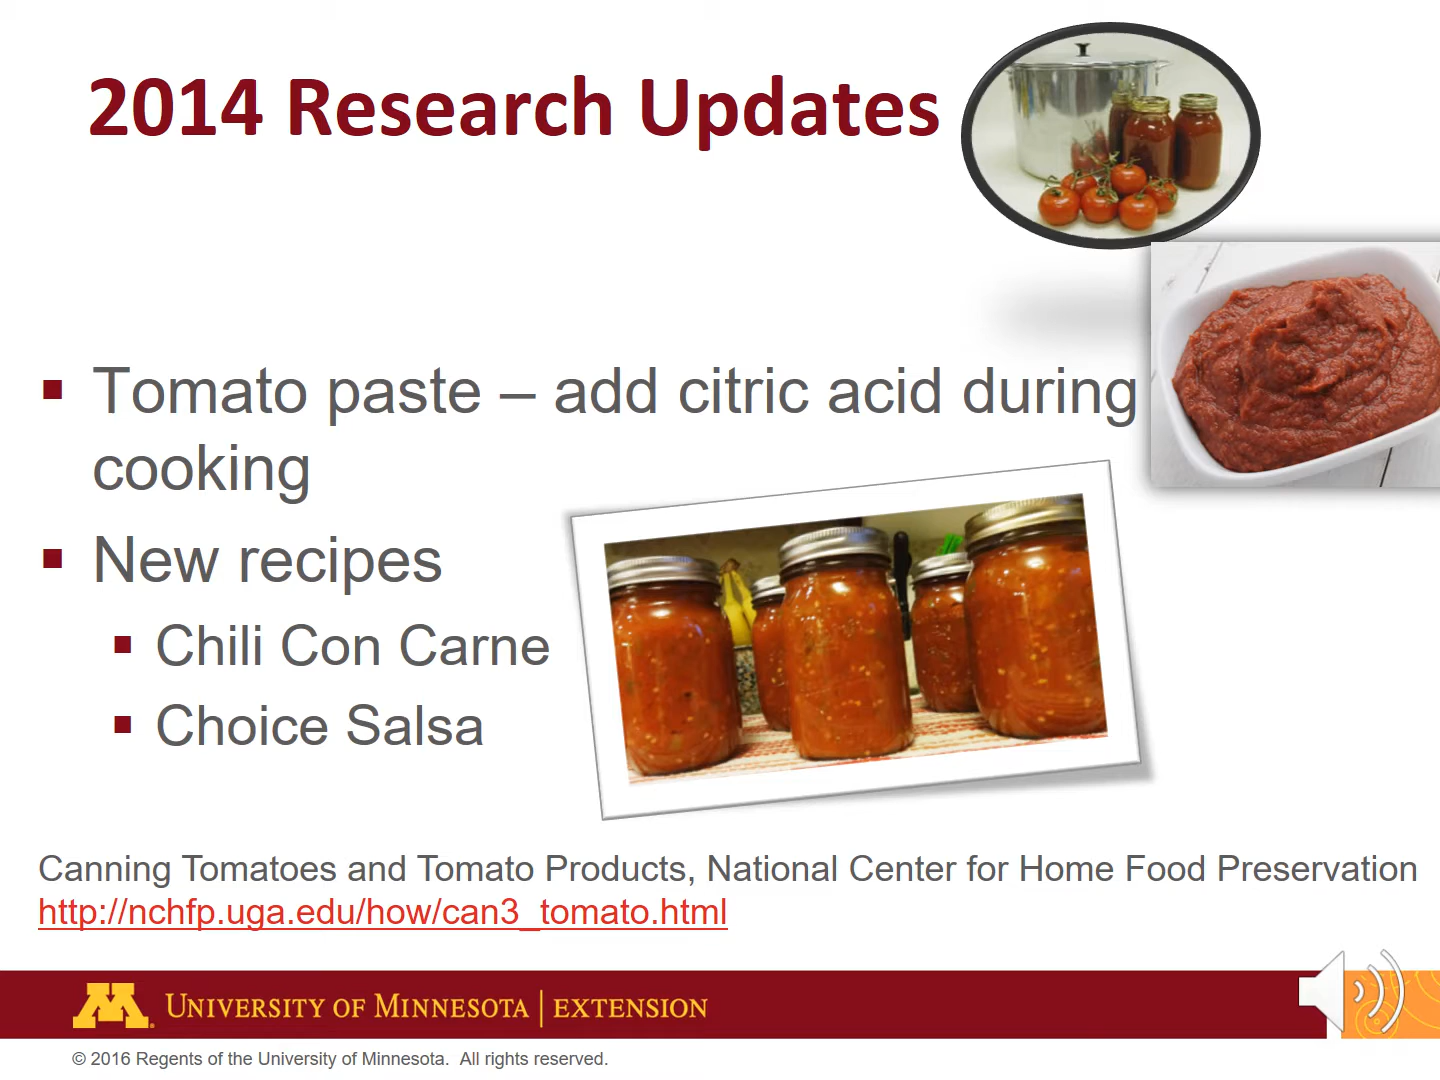 2014 Research Updates
▪ Tomato paste – add citric acid during
cooking
▪ New recipes
▪ Chili Con Carne
▪ Choice Salsa
Canning Tomatoes and Tomato Products, National Center for Home Food Preservation
http://nchfp.uga.edu/how/can3_tomato.html
M. UNIVERSITY OF MINNESOTA | EXTENSION
© 2016 Regents of the University of Minnesota. All rights reserved.